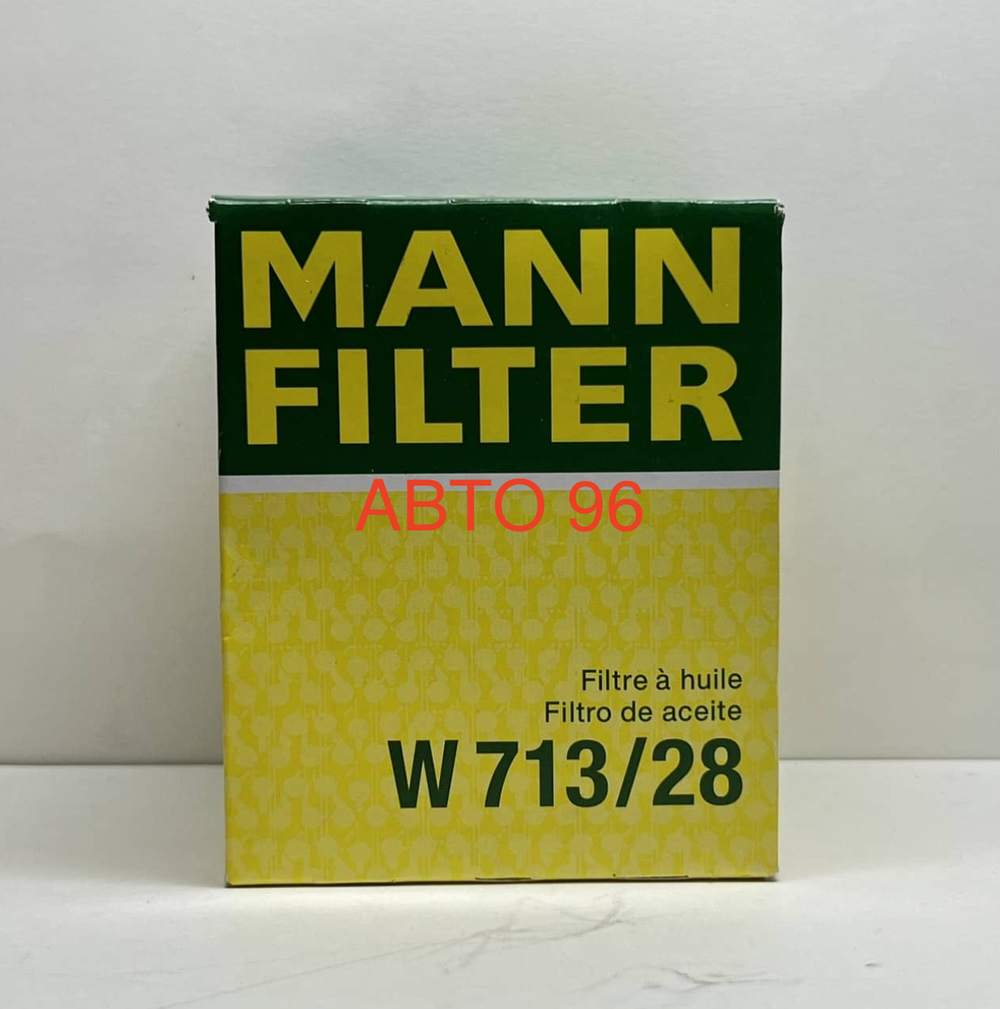 MANN
FILTER
АВТО 96
Filtre à huile
Filtro de aceite
W 713/28